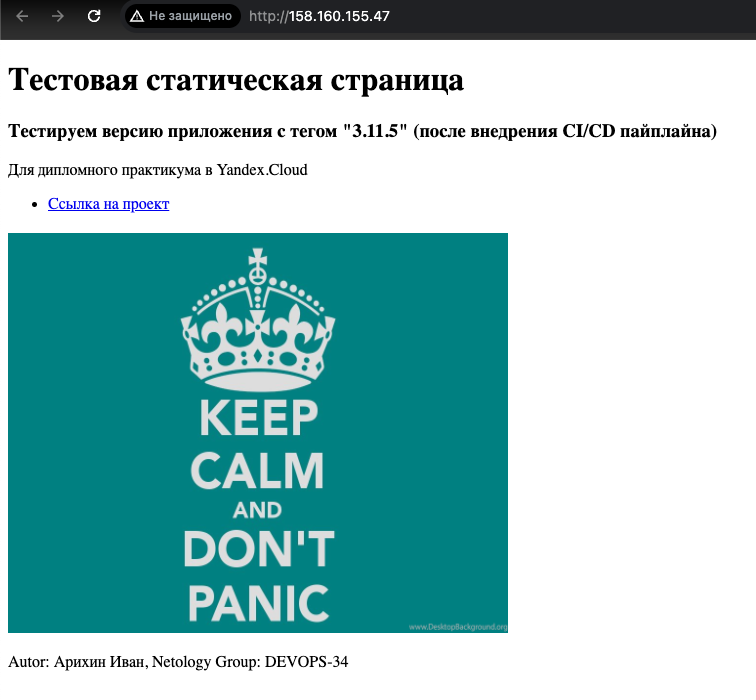 Не защищено http://158.160.155.47
Тестовая статическая страница
Тестируем версию приложения с тегом "3.11.5" (после внедрения CI/CD пайплайна)
Для дипломного практикума в Yandex.Cloud
Ссылка на проект
KEEP
CALM
AND
DON'T
PANIC
www.DesktopBackground.org
Autor: Арихин Иван, Netology Group: DEVOPS-34